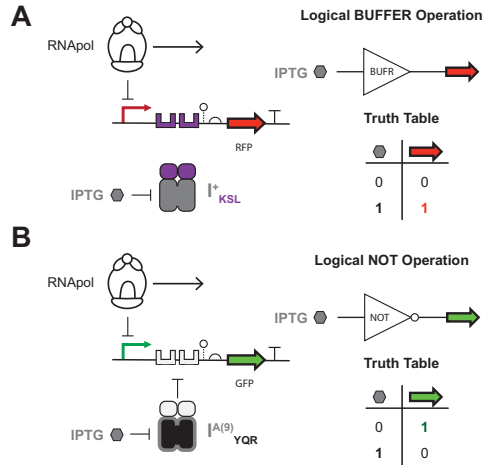 A
Logical BUFFER Operation
RNApol
IPTG
BUFR
RFP
Truth Table
IPTG
I+KSL
0 0
1 1
B
Logical NOT Operation
RNApol
IPTG
NOT
GFP
Truth Table
IPTG
IA(9)YQR
0 1
1 0